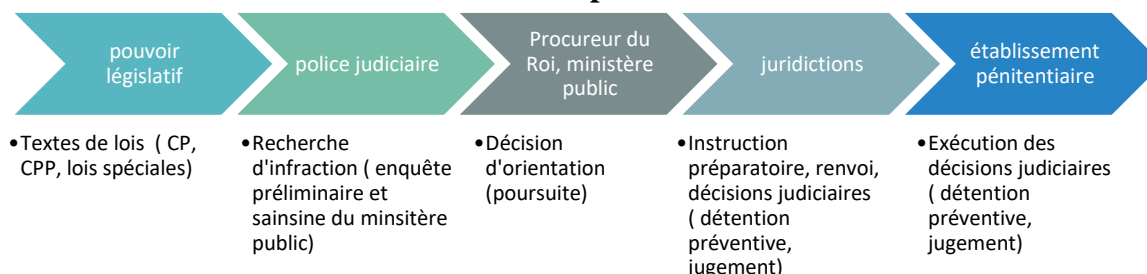 pouvoir
législatif
police judiciaire
Procureur du
Roi, ministère
public
juridictions
établissement
pénitentiaire
•Textes de lois ( CP,
CPP, lois spéciales)
•Recherche
d'infraction ( enquête
préliminaire et
sainsine du minsitère
public)
•Décision
d'orientation
(poursuite)
•Instruction
préparatoire, renvoi,
décisions judiciaires
( détention
préventive,
jugement)
•Exécution des
décisions judiciaires
( détention
préventive,
jugement)